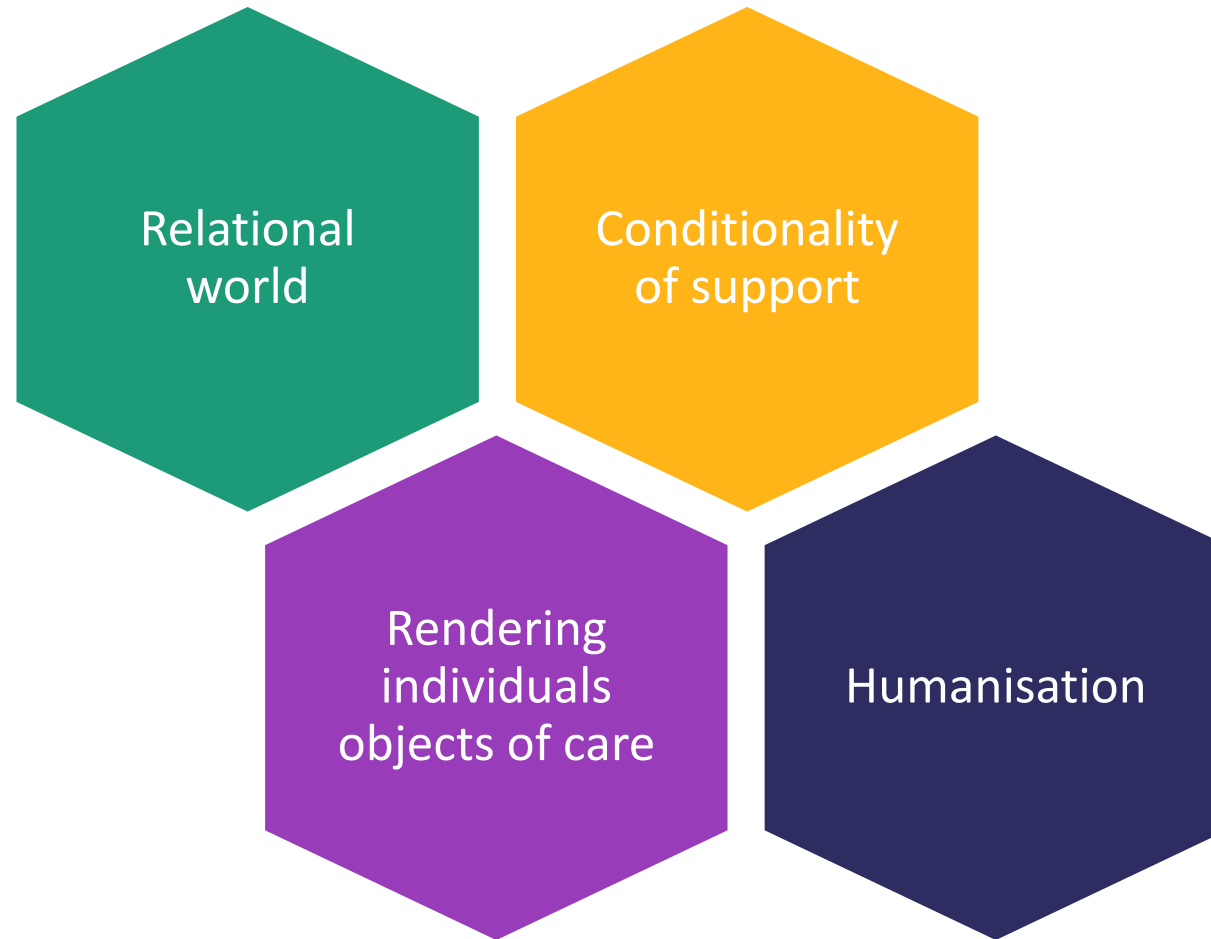 Relational
world
Conditionality
of support
Rendering
individuals
objects of care
Humanisation